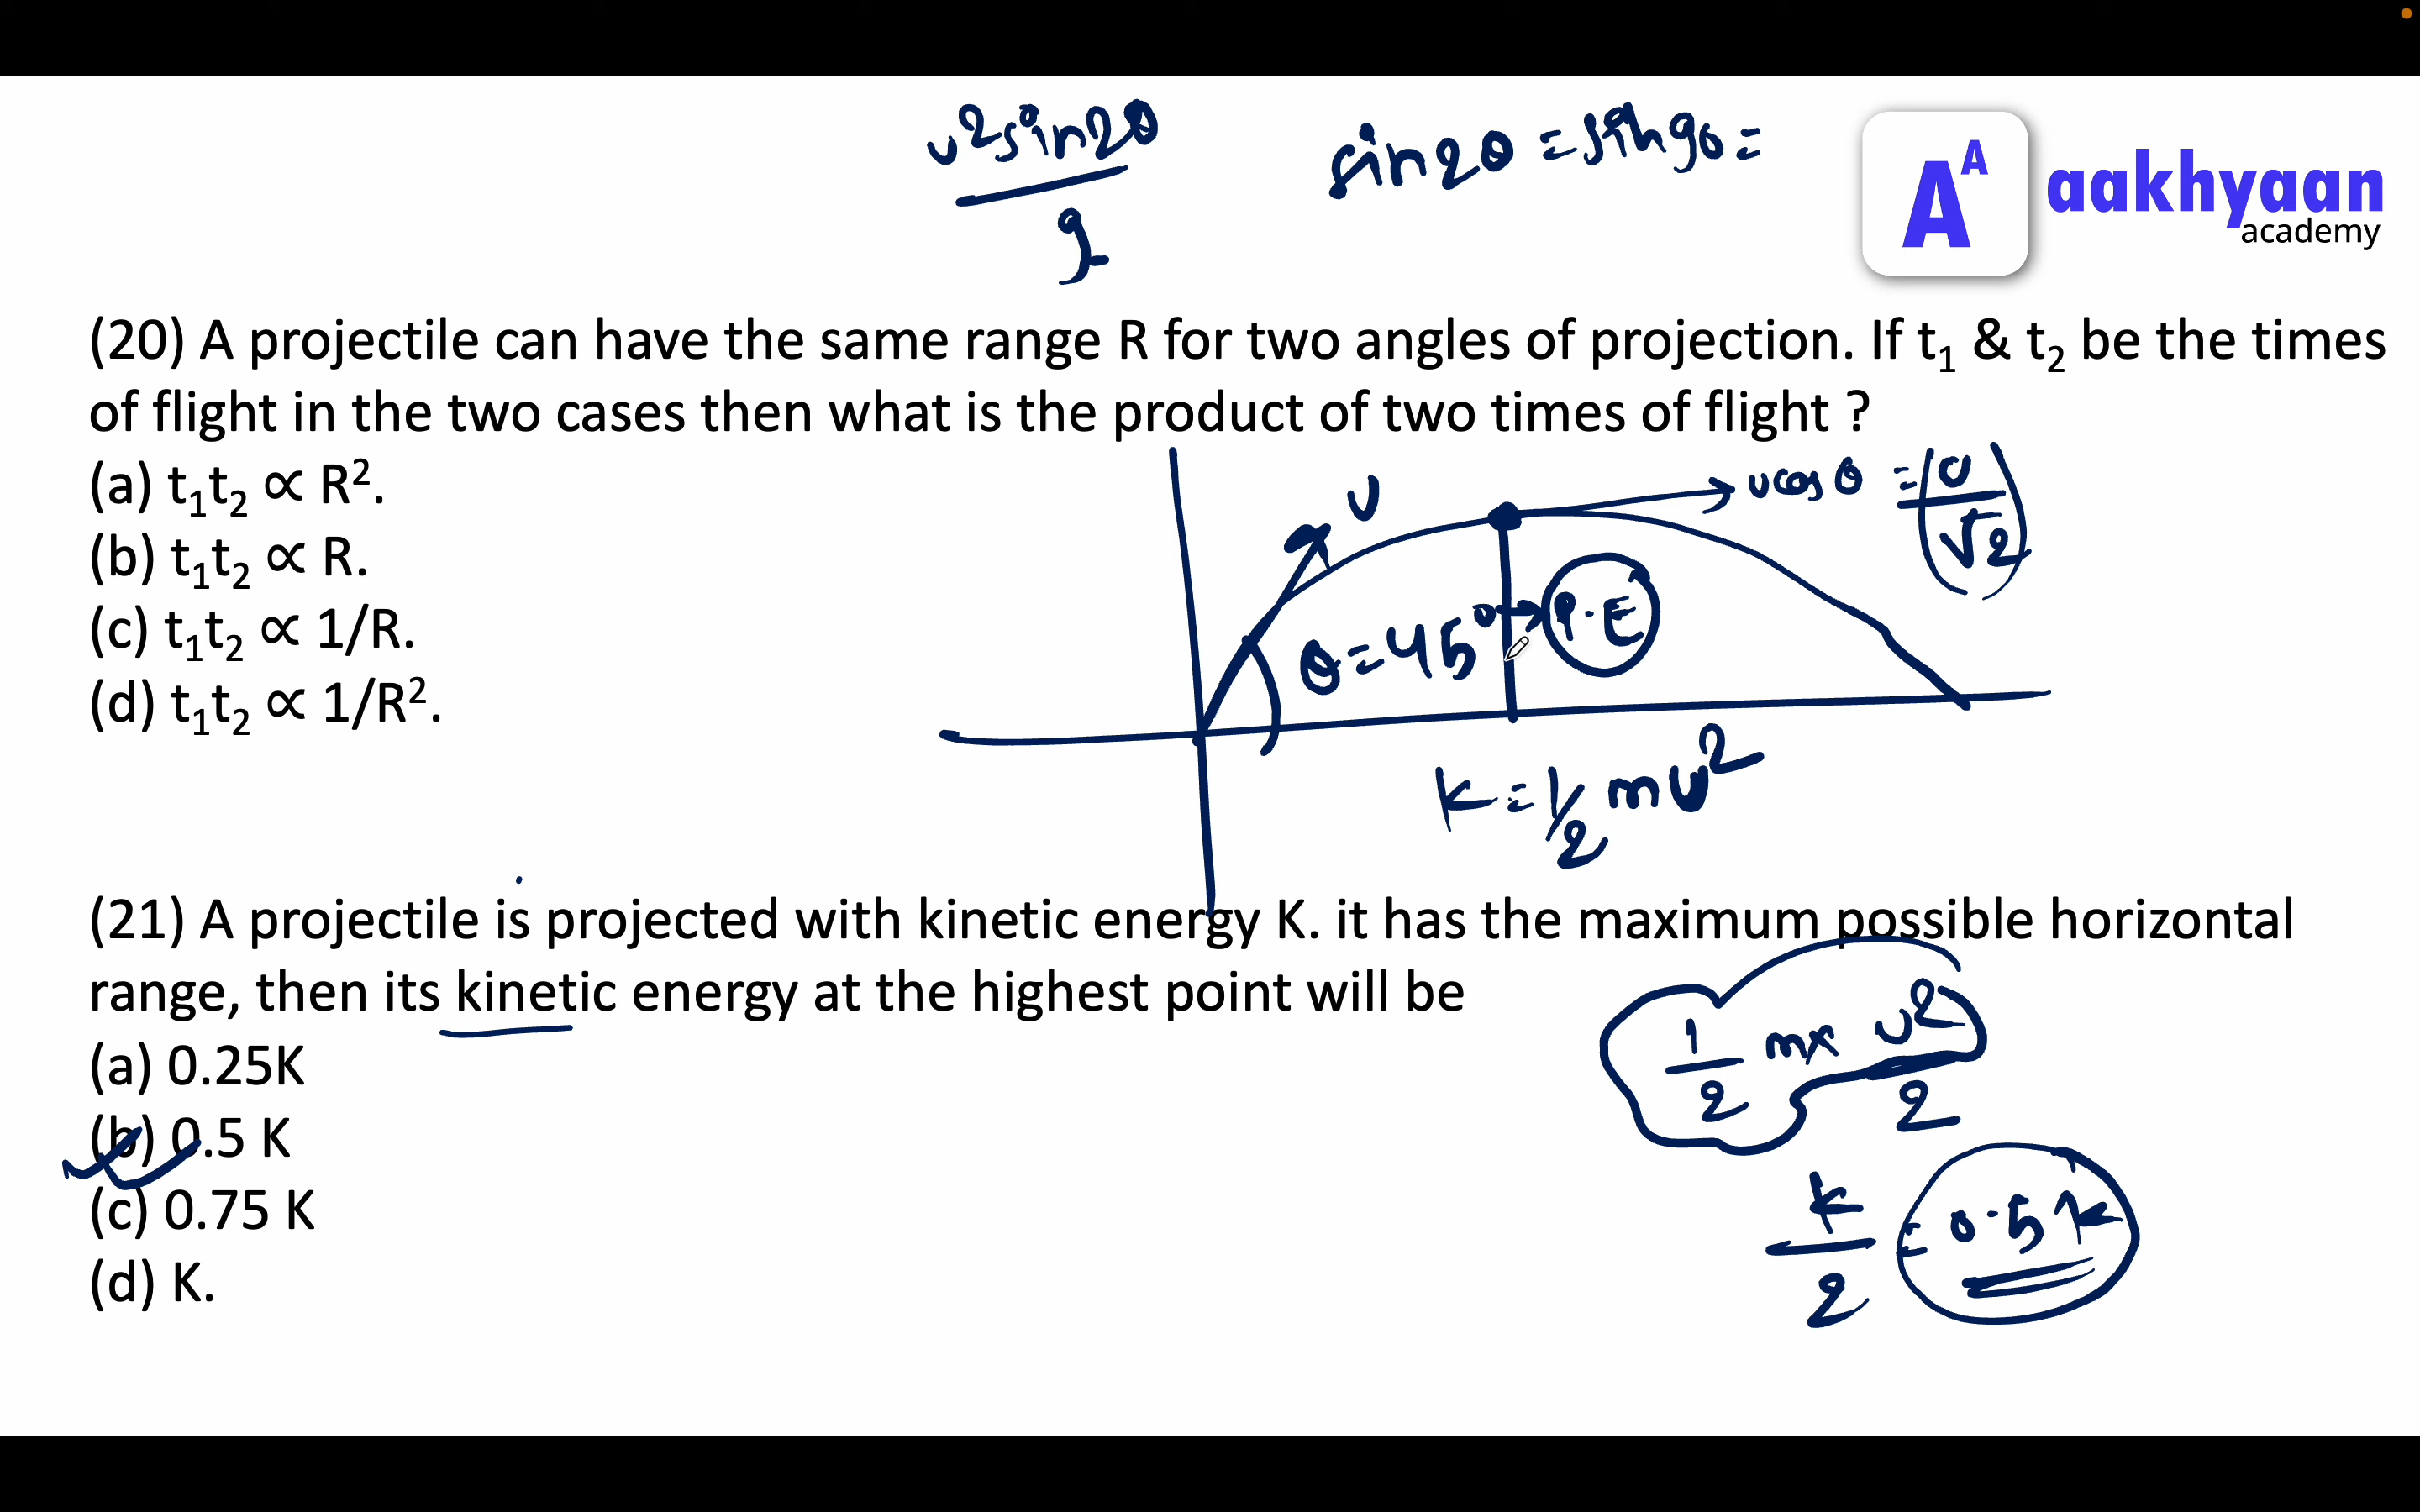 u²sin2θ
g
sin2θ = sin90 =
A A
aakhyaan
academy
(20) A projectile can have the same range R for two angles of projection. If t₁ & t₂ be the times
of flight in the two cases then what is the product of two times of flight ?
(a) t₁t₂ ∝ R².
(b) t₁t₂ ∝ R.
(c) t₁t₂ ∝ 1/R.
(d) t₁t₂ ∝ 1/R².
u
ucos θ = (u/√2)
θ = 45°
P.E
k = 1/2 mu²
(21) A projectile is projected with kinetic energy K. it has the maximum possible horizontal
range, then its kinetic energy at the highest point will be
(a) 0.25K
(b) 0.5 K
(c) 0.75 K
(d) K.
1/2 m× u²/2
k/2 = 0.5k